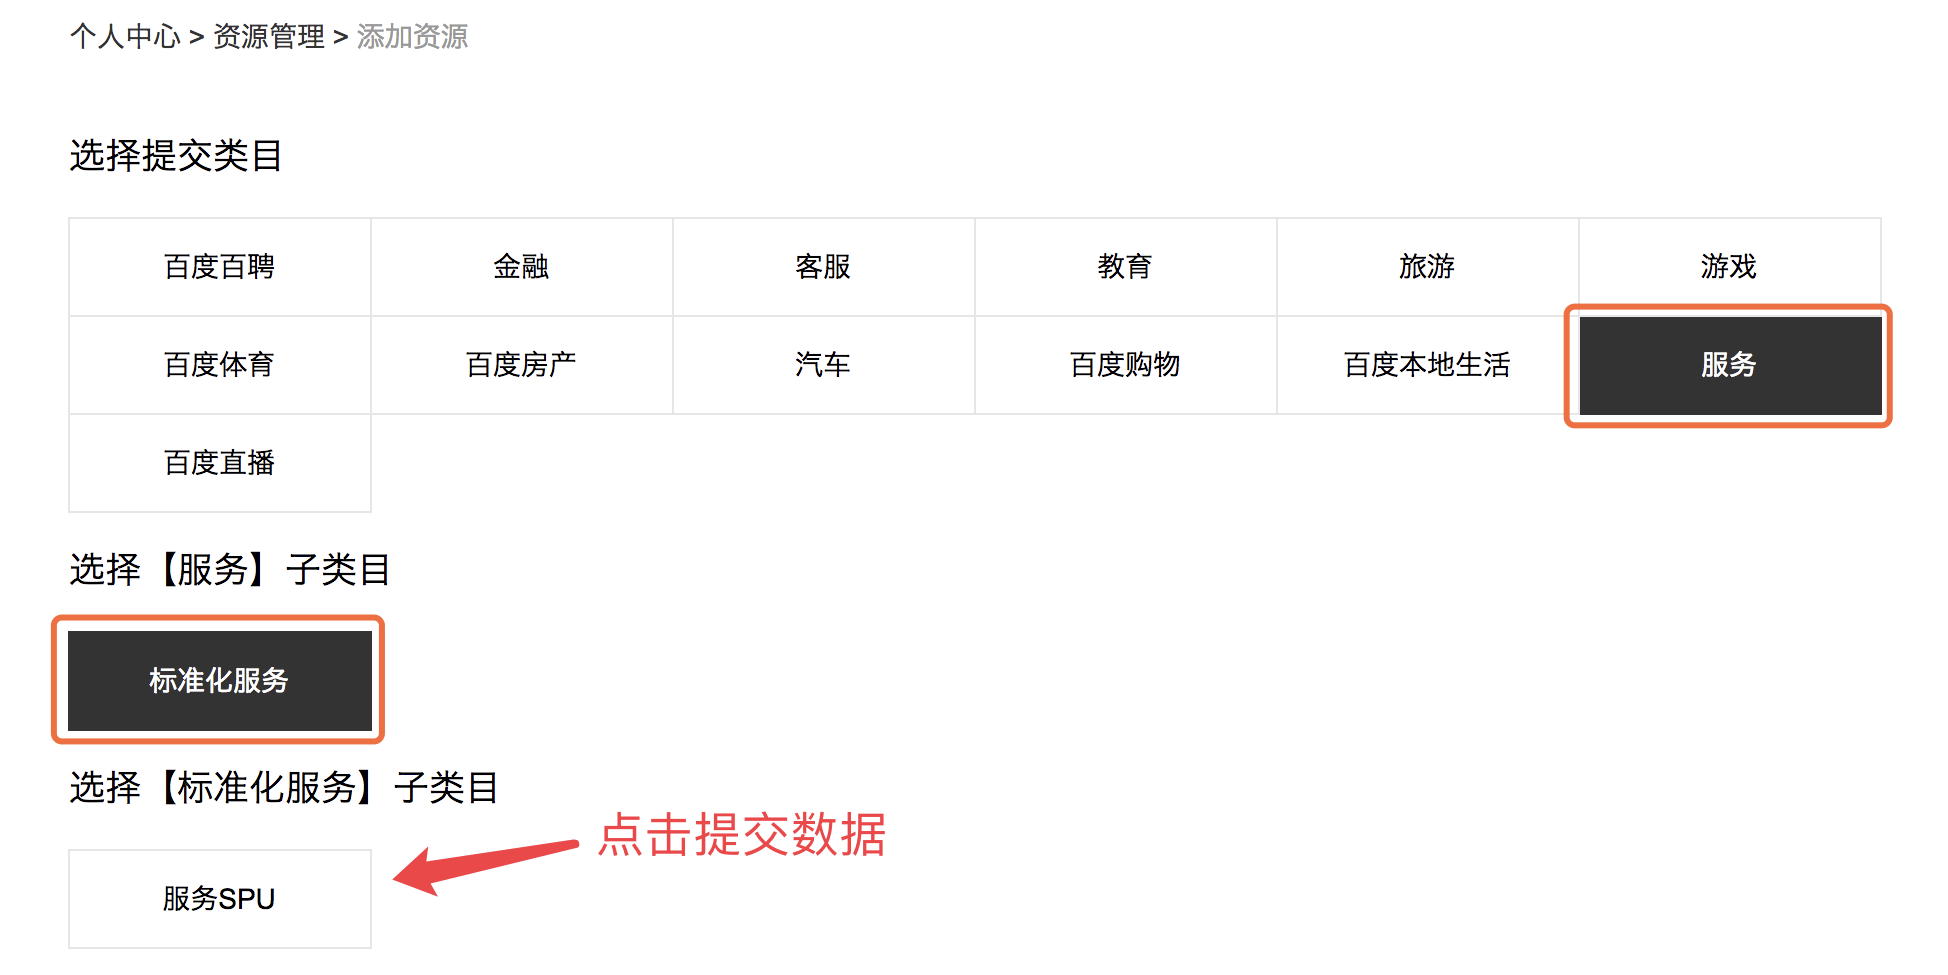 个人中心 > 资源管理 > 添加资源
选择提交类目
百度百聘 金融 客服 教育 旅游 游戏
百度体育 百度房产 汽车 百度购物 百度本地生活 服务
百度直播
选择【服务】子类目
标准化服务
选择【标准化服务】子类目
点击提交数据
服务SPU